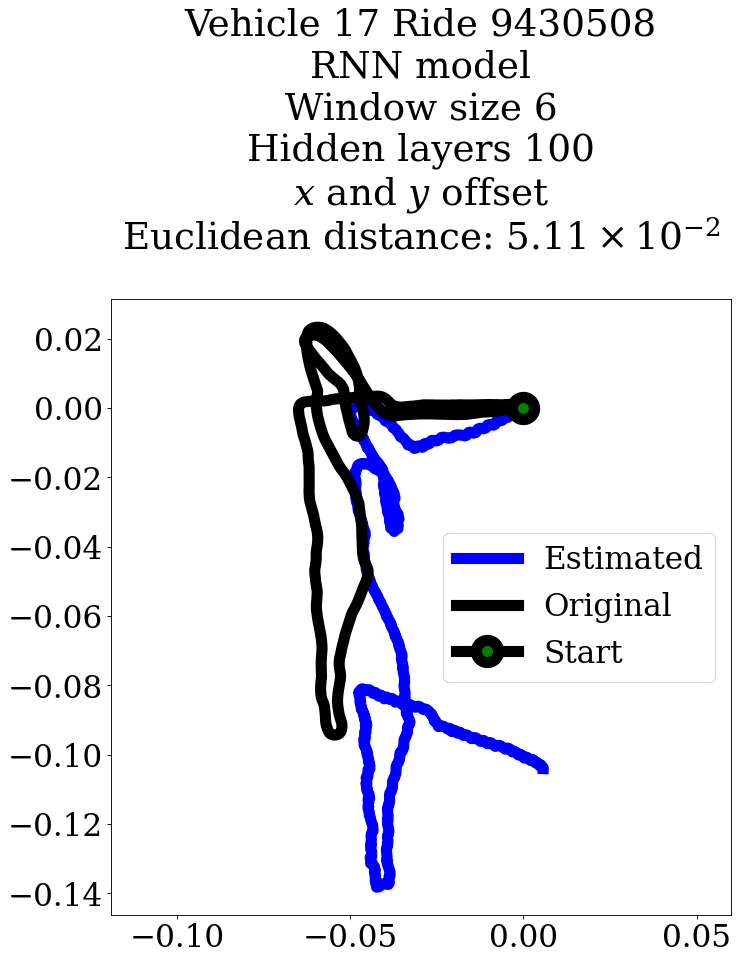 Vehicle 17 Ride 9430508
RNN model
Window size 6
Hidden layers 100
x and y offset
Euclidean distance: 5.11 × 10⁻²
0.02
0.00
−0.02
−0.04
−0.06
−0.08
−0.10
−0.12
−0.14
Estimated
Original
Start
−0.10 −0.05 0.00 0.05